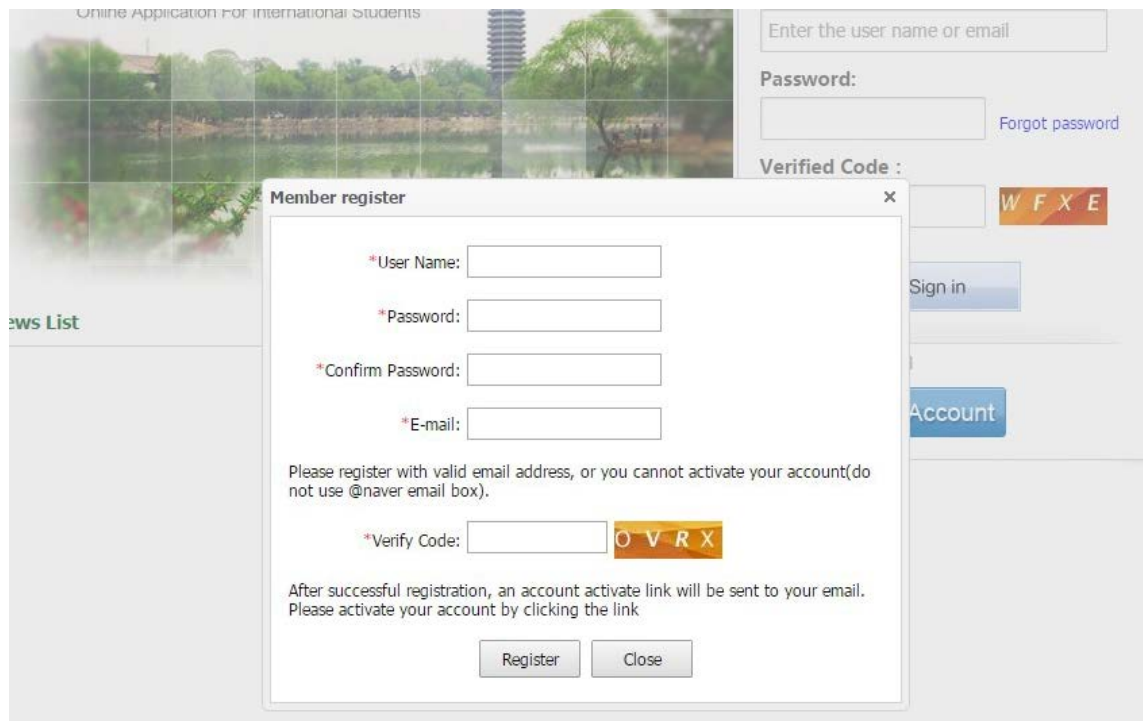 Online Application For International Students
Enter the user name or email
Password:
Forgot password
Verified Code :
W F X E
Sign in
Account
ews List
Member register
×
*User Name:
*Password:
*Confirm Password:
*E-mail:
Please register with valid email address, or you cannot activate your account(do
not use @naver email box).
*Verify Code:
O V R X
After successful registration, an account activate link will be sent to your email.
Please activate your account by clicking the link
Register
Close